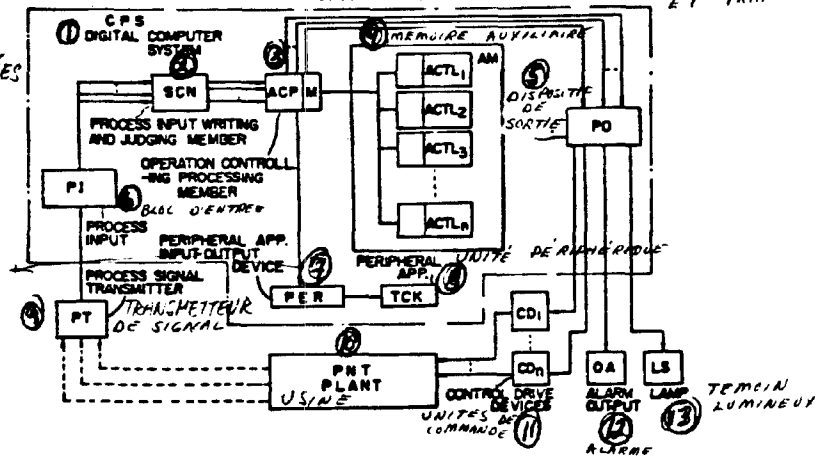 ① CPS
DIGITAL COMPUTER
SYSTEM
②
SCN
③
ACP M
④ MEMOIRE AUXILIAIRE
AM
ACTL1
ACTL2
ACTL3
ACTLn
⑤
DISPOSITIF
DE
SORTIE
PO
PROCESS INPUT WRITING
AND JUDGING MEMBER
OPERATION CONTROLL
-ING PROCESSING
MEMBER
PI
⑥
BLOC D'ENTREE
PROCESS
INPUT
PERIPHERAL APP.
INPUT-OUTPUT
DEVICE
⑦
PER
PERIPHERAL
APP.
⑧
UNITÉ PÉRIPHÉRIQUE
TCK
PROCESS SIGNAL
TRANSMITTER
⑨
PT
TRANSMETTEUR
DE SIGNAL
⑩
PNT
PLANT
USINE
CD1
CDn
CONTROL DRIVE
DEVICES
UNITES DE
COMMANDE
⑪
OA
ALARM
OUTPUT
⑫
ALARME
LS
LAMP
⑬
TEMOIN
LUMINEUX